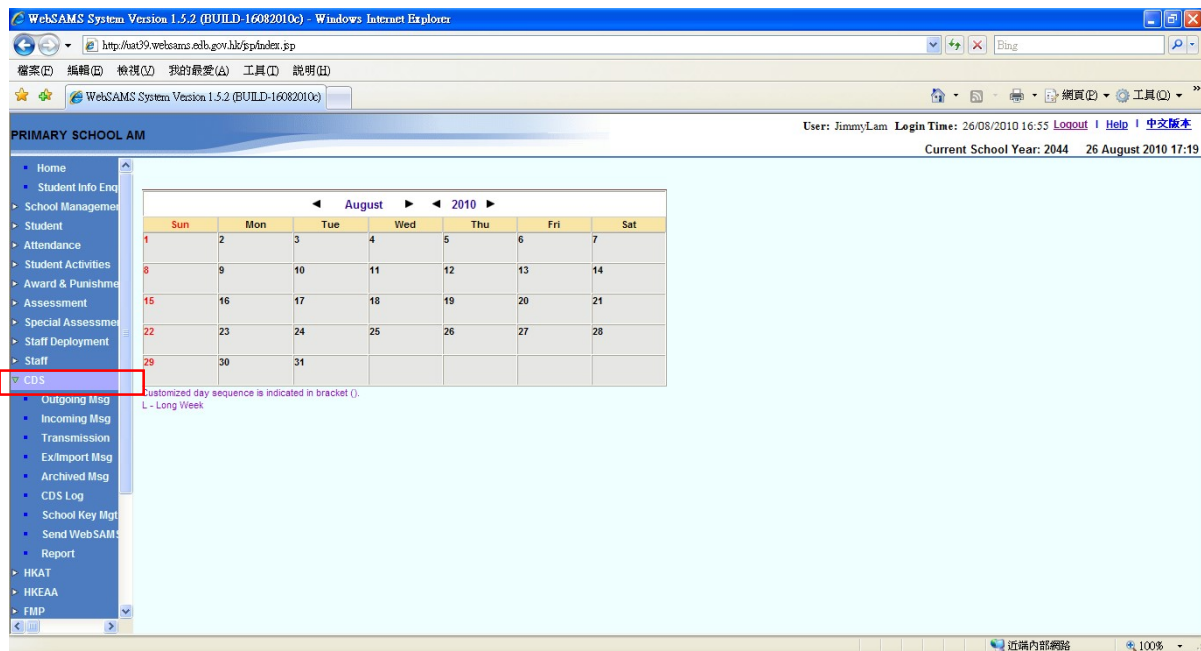 WebSAMS System Version 1.5.2 (BUILD-16082010c) - Windows Internet Explorer
http://uat39.websams.edb.gov.hk/jsp/index.jsp
Bing
檔案(F) 編輯(E) 檢視(V) 我的最愛(A) 工具(T) 說明(H)
WebSAMS System Version 1.5.2 (BUILD-16082010c)
網頁(P) 工具(O) »
PRIMARY SCHOOL AM
User: JimmyLam Login Time: 26/08/2010 16:55 Logout | Help | 中文版本
Current School Year: 2044 26 August 2010 17:19
Home
Student Info Enq
School Managemen
Student
Attendance
Student Activities
Award & Punishme
Assessment
Special Assessmen
Staff Deployment
Staff
CDS
Outgoing Msg
Incoming Msg
Transmission
Ex/Import Msg
Archived Msg
CDS Log
School Key Mgt
Send WebSAMS
Report
HKAT
HKEAA
FMP
August 2010
Sun Mon Tue Wed Thu Fri Sat
1 2 3 4 5 6 7
8 9 10 11 12 13 14
15 16 17 18 19 20 21
22 23 24 25 26 27 28
29 30 31
Customized day sequence is indicated in bracket ().
L - Long Week
近端內部網路 100%